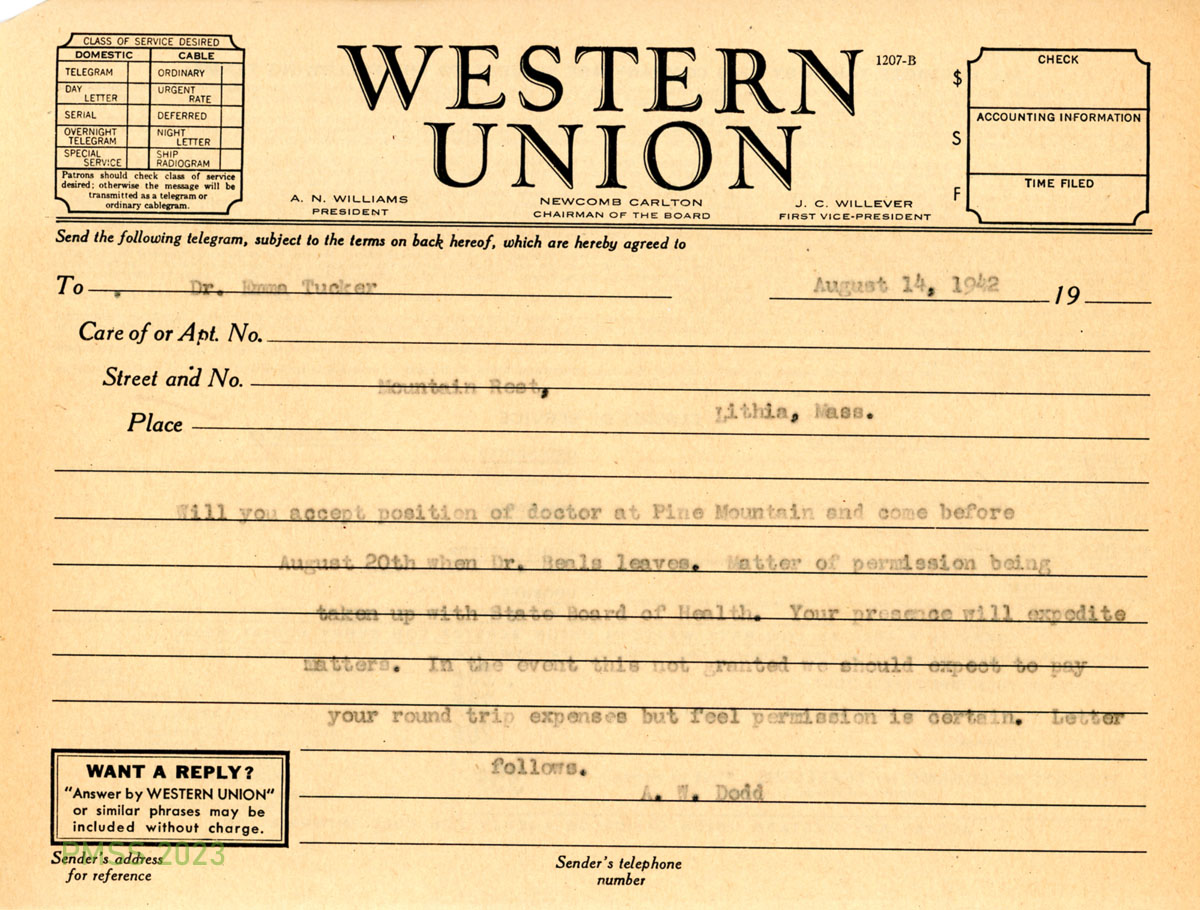 CLASS OF SERVICE DESIRED
DOMESTIC CABLE
TELEGRAM ORDINARY
DAY LETTER URGENT RATE
SERIAL DEFERRED
OVERNIGHT TELEGRAM NIGHT LETTER
SPECIAL SERVICE SHIP RADIOGRAM
Patrons should check class of service
desired; otherwise the message will be
transmitted as a telegram or
ordinary cablegram.
WESTERN
UNION
1207-B
A. N. WILLIAMS
PRESIDENT
NEWCOMB CARLTON
CHAIRMAN OF THE BOARD
J. C. WILLEVER
FIRST VICE-PRESIDENT
$ CHECK
S ACCOUNTING INFORMATION
F TIME FILED
Send the following telegram, subject to the terms on back hereof, which are hereby agreed to
To . Dr. Emma Tucker August 14, 1942 19
Care of or Apt. No.
Street and No. Mountain Rest,
Place Lithia, Mass.
Will you accept position of doctor at Pine Mountain and come before
August 20th when Dr. Beals leaves. Matter of permission being
taken up with State Board of Health. Your presence will expedite
matters. In the event this not granted we should expect to pay
your round trip expenses but feel permission is certain. Letter
follows.
A. W. Dodd
WANT A REPLY?
"Answer by WESTERN UNION"
or similar phrases may be
included without charge.
PMSS 2023
Sender's address
for reference
Sender's telephone
number